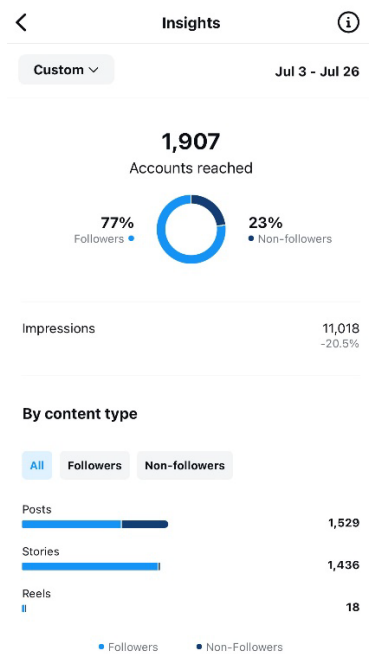 Insights
Custom
Jul 3 - Jul 26
1,907
Accounts reached
77%
Followers
23%
Non-followers
Impressions
11,018
-20.5%
By content type
All
Followers
Non-followers
Posts
1,529
Stories
1,436
Reels
18
Followers
Non-Followers